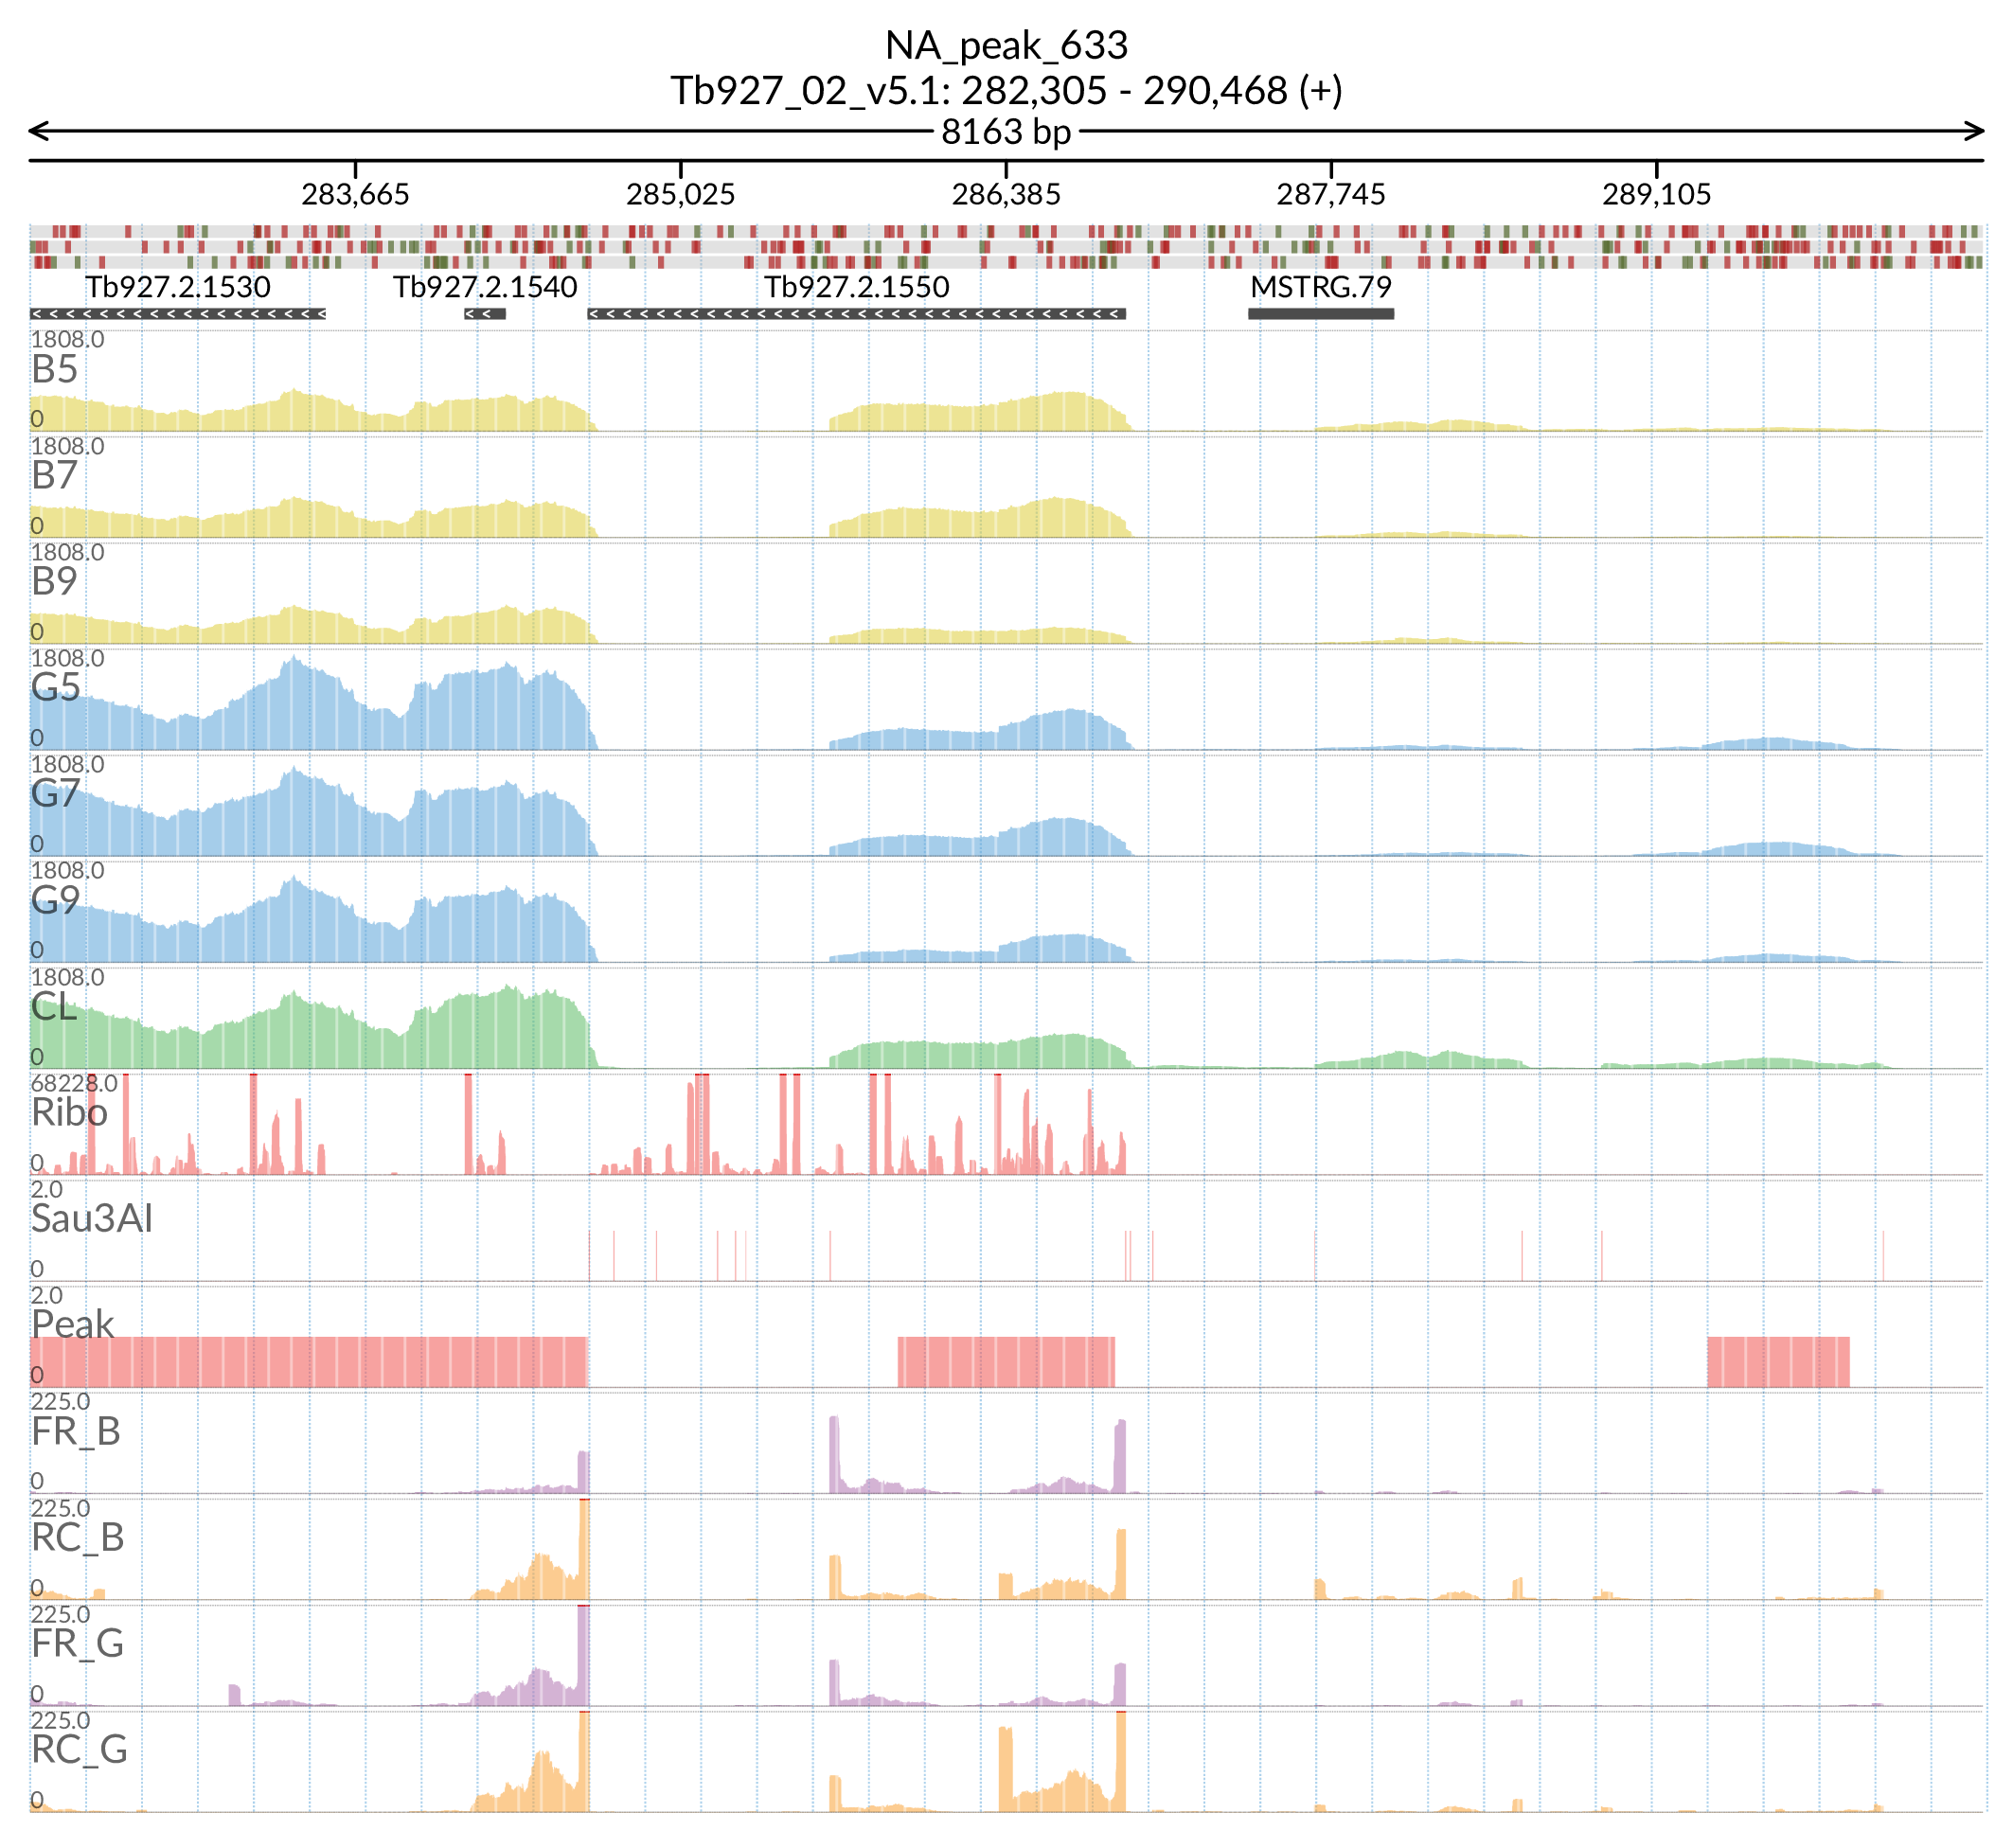 NA_peak_633
Tb927_02_v5.1: 282,305 - 290,468 (+)
8163 bp
283,665 285,025 286,385 287,745 289,105
Tb927.2.1530 Tb927.2.1540 Tb927.2.1550 MSTRG.79
1808.0
B5
0
1808.0
B7
0
1808.0
B9
0
1808.0
G5
0
1808.0
G7
0
1808.0
G9
0
1808.0
CL
0
68228.0
Ribo
0
2.0
Sau3AI
0
2.0
Peak
0
225.0
FR_B
0
225.0
RC_B
0
225.0
FR_G
0
225.0
RC_G
0